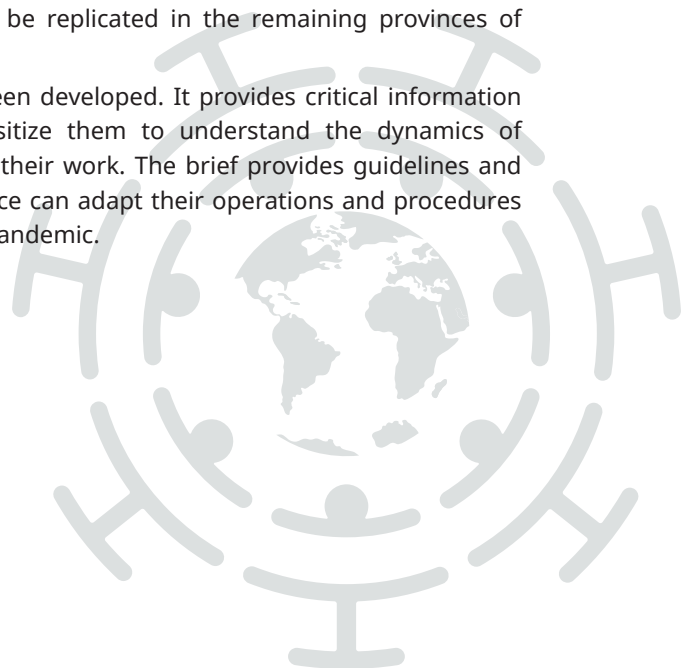 be replicated in the remaining provinces of
een developed. It provides critical information
sitize them to understand the dynamics of
their work. The brief provides guidelines and
ce can adapt their operations and procedures
andemic.